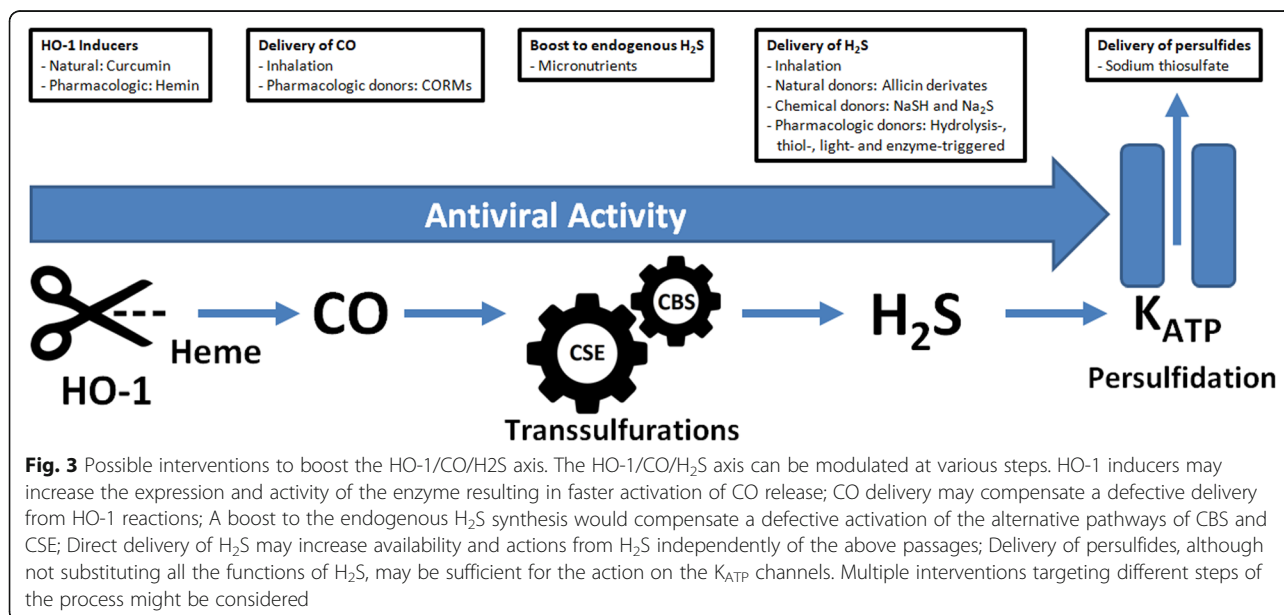 HO-1 Inducers
- Natural: Curcumin
- Pharmacologic: Hemin
Delivery of CO
- Inhalation
- Pharmacologic donors: CORMs
Boost to endogenous H₂S
- Micronutrients
Delivery of H₂S
- Inhalation
- Natural donors: Allicin derivates
- Chemical donors: NaSH and Na₂S
- Pharmacologic donors: Hydrolysis-,
thiol-, light- and enzyme-triggered
Delivery of persulfides
- Sodium thiosulfate
Antiviral Activity
HO-1
Heme
CO
CSE
CBS
Transsulfurations
H₂S
K_ATP
Persulfidation
Fig. 3 Possible interventions to boost the HO-1/CO/H2S axis. The HO-1/CO/H₂S axis can be modulated at various steps. HO-1 inducers may
increase the expression and activity of the enzyme resulting in faster activation of CO release; CO delivery may compensate a defective delivery
from HO-1 reactions; A boost to the endogenous H₂S synthesis would compensate a defective activation of the alternative pathways of CBS and
CSE; Direct delivery of H₂S may increase availability and actions from H₂S independently of the above passages; Delivery of persulfides, although
not substituting all the functions of H₂S, may be sufficient for the action on the K_ATP channels. Multiple interventions targeting different steps of
the process might be considered